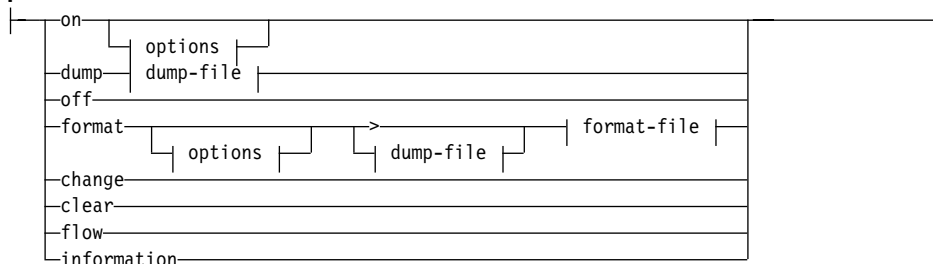 on
options
dump dump-file
off
format > format-file
options dump-file
change
clear
flow
information